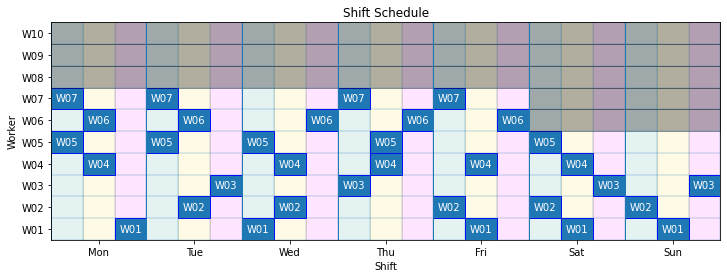 Shift Schedule
W10
W09
W08
W07 W07 W07 W07 W07
W06 W06 W06 W06 W06 W06
W05 W05 W05 W05 W05 W05
W04 W04 W04 W04 W04 W04
W03 W03 W03 W03 W03
W02 W02 W02 W02 W02 W02
W01 W01 W01 W01 W01 W01
Worker
Mon Tue Wed Thu Fri Sat Sun
Shift